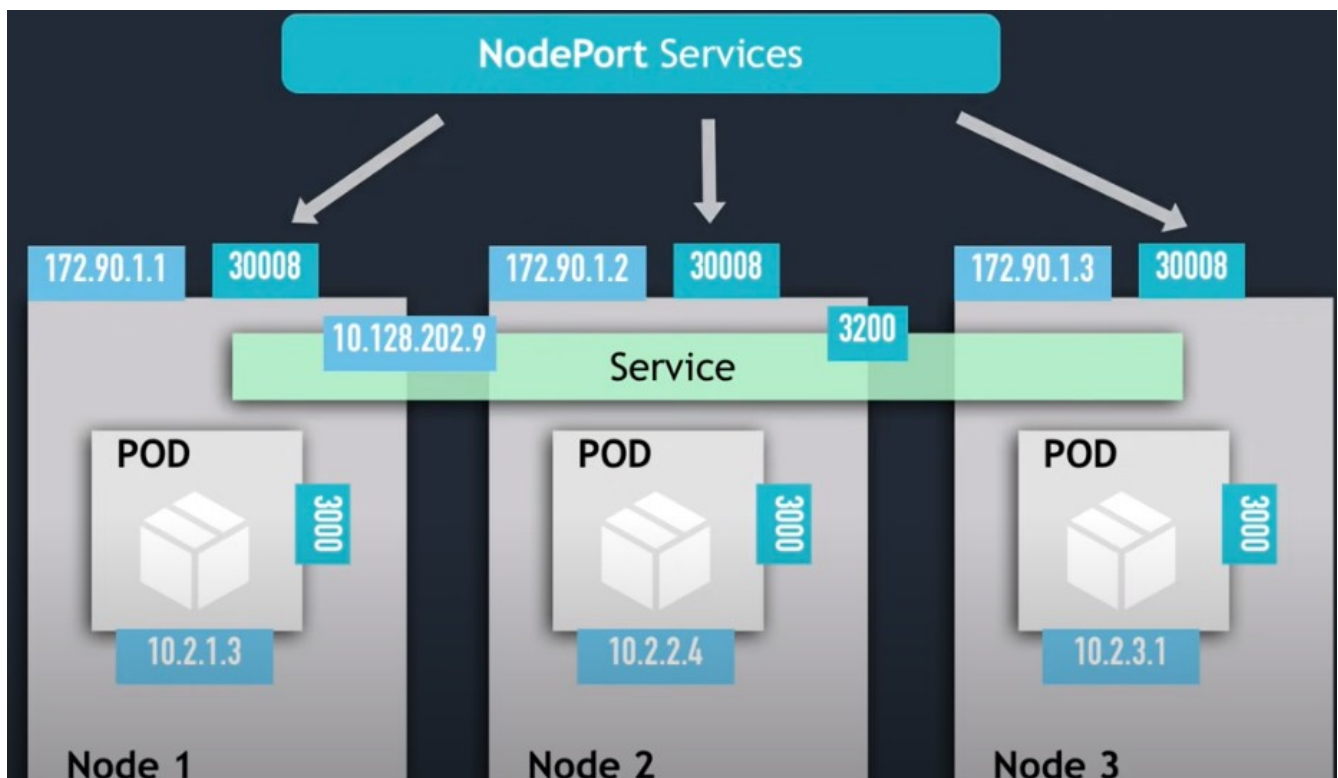 NodePort Services
172.90.1.1 30008 172.90.1.2 30008 172.90.1.3 30008
10.128.202.9 3200
Service
POD POD POD
3000 3000 3000
10.2.1.3 10.2.2.4 10.2.3.1
Node 1 Node 2 Node 3